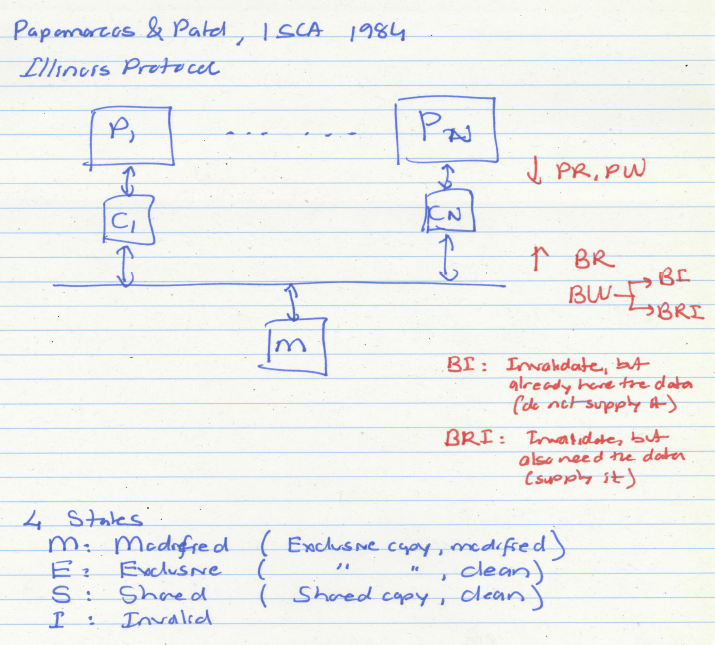 Papamarcos & Patel, ISCA 1984
Illinois Protocol
P1 .... ... PN
↓ PR, PW
C1 CN
↑ BR
BW → BI
→ BRI
M
BI: Invalidate, but
already have the data
(do not supply it)
BRI: Invalidate, but
also need the data
(supply it)
4 States
M: Modified (Exclusive copy, modified)
E: Exclusive ( " ", clean)
S: Shared (Shared copy, clean)
I: Invalid